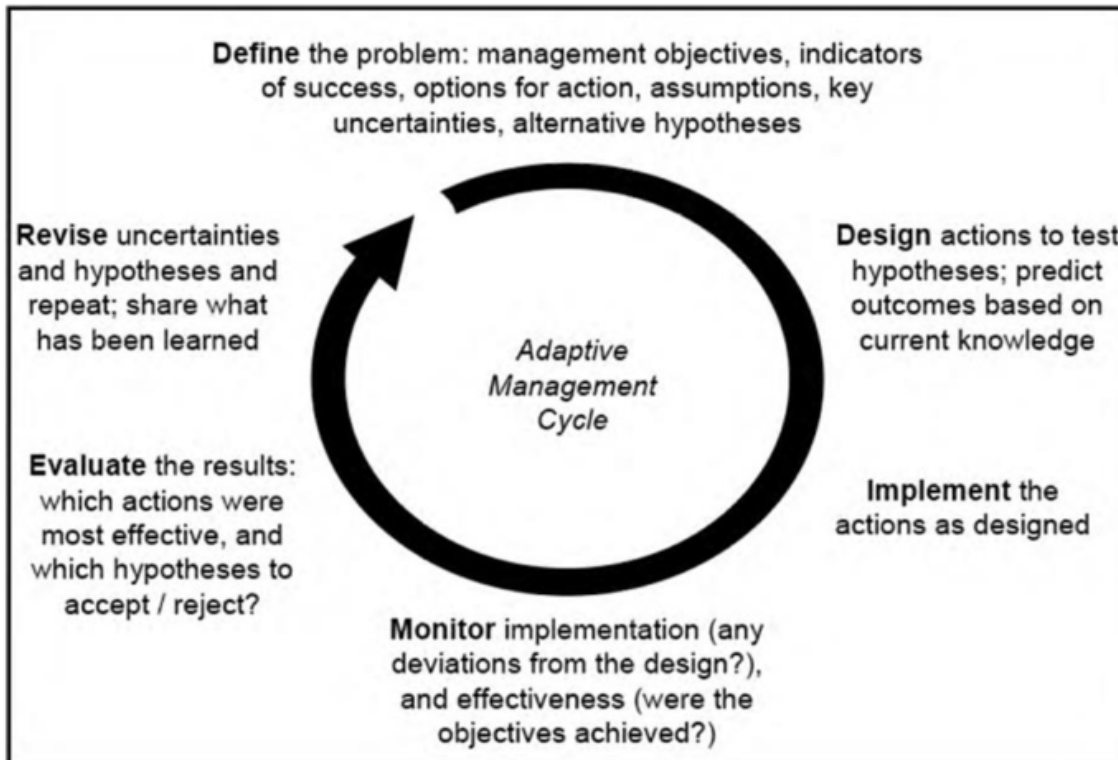 Define the problem: management objectives, indicators
of success, options for action, assumptions, key
uncertainties, alternative hypotheses
Design actions to test
hypotheses; predict
outcomes based on
current knowledge
Implement the
actions as designed
Monitor implementation (any
deviations from the design?),
and effectiveness (were the
objectives achieved?)
Evaluate the results:
which actions were
most effective, and
which hypotheses to
accept / reject?
Revise uncertainties
and hypotheses and
repeat; share what
has been learned
Adaptive
Management
Cycle